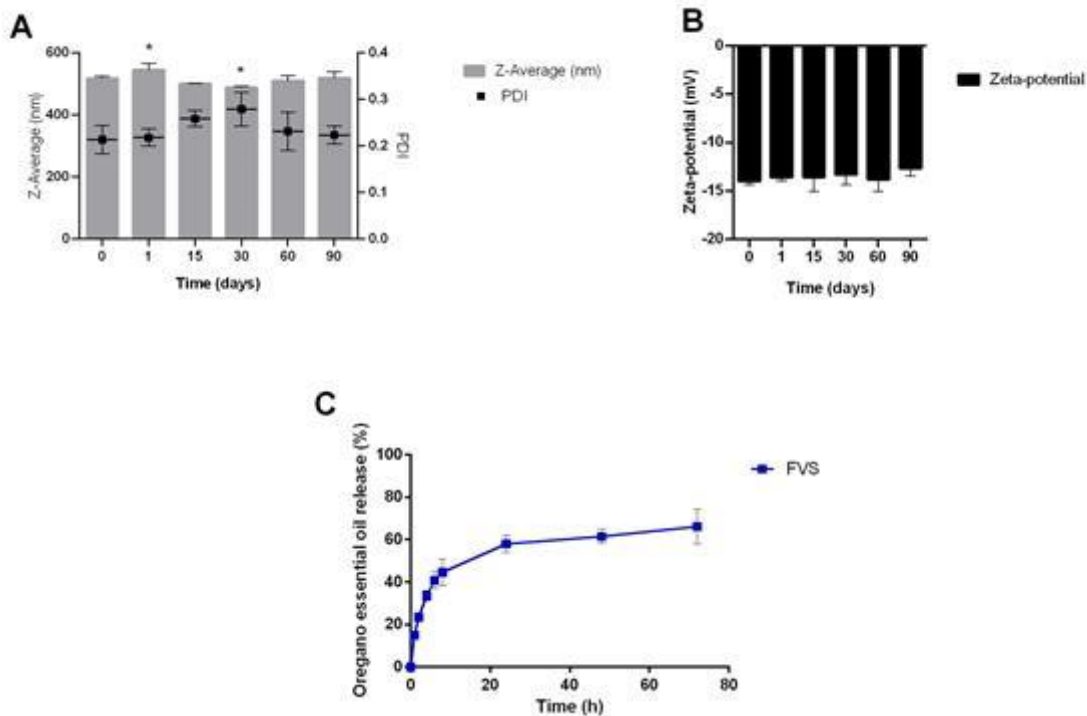 A
Z-Average (nm)
600
400
200
0
*
*
0.4
0.3
0.2
0.1
0.0
PDI
0 1 15 30 60 90
Time (days)
Z-Average (nm)
PDI
B
Zeta-potential (mV)
0
-5
-10
-15
-20
0 1 15 30 60 90
Time (days)
Zeta-potential
C
Oregano essential oil release (%)
100
80
60
40
20
0
0 20 40 60 80
Time (h)
FVS